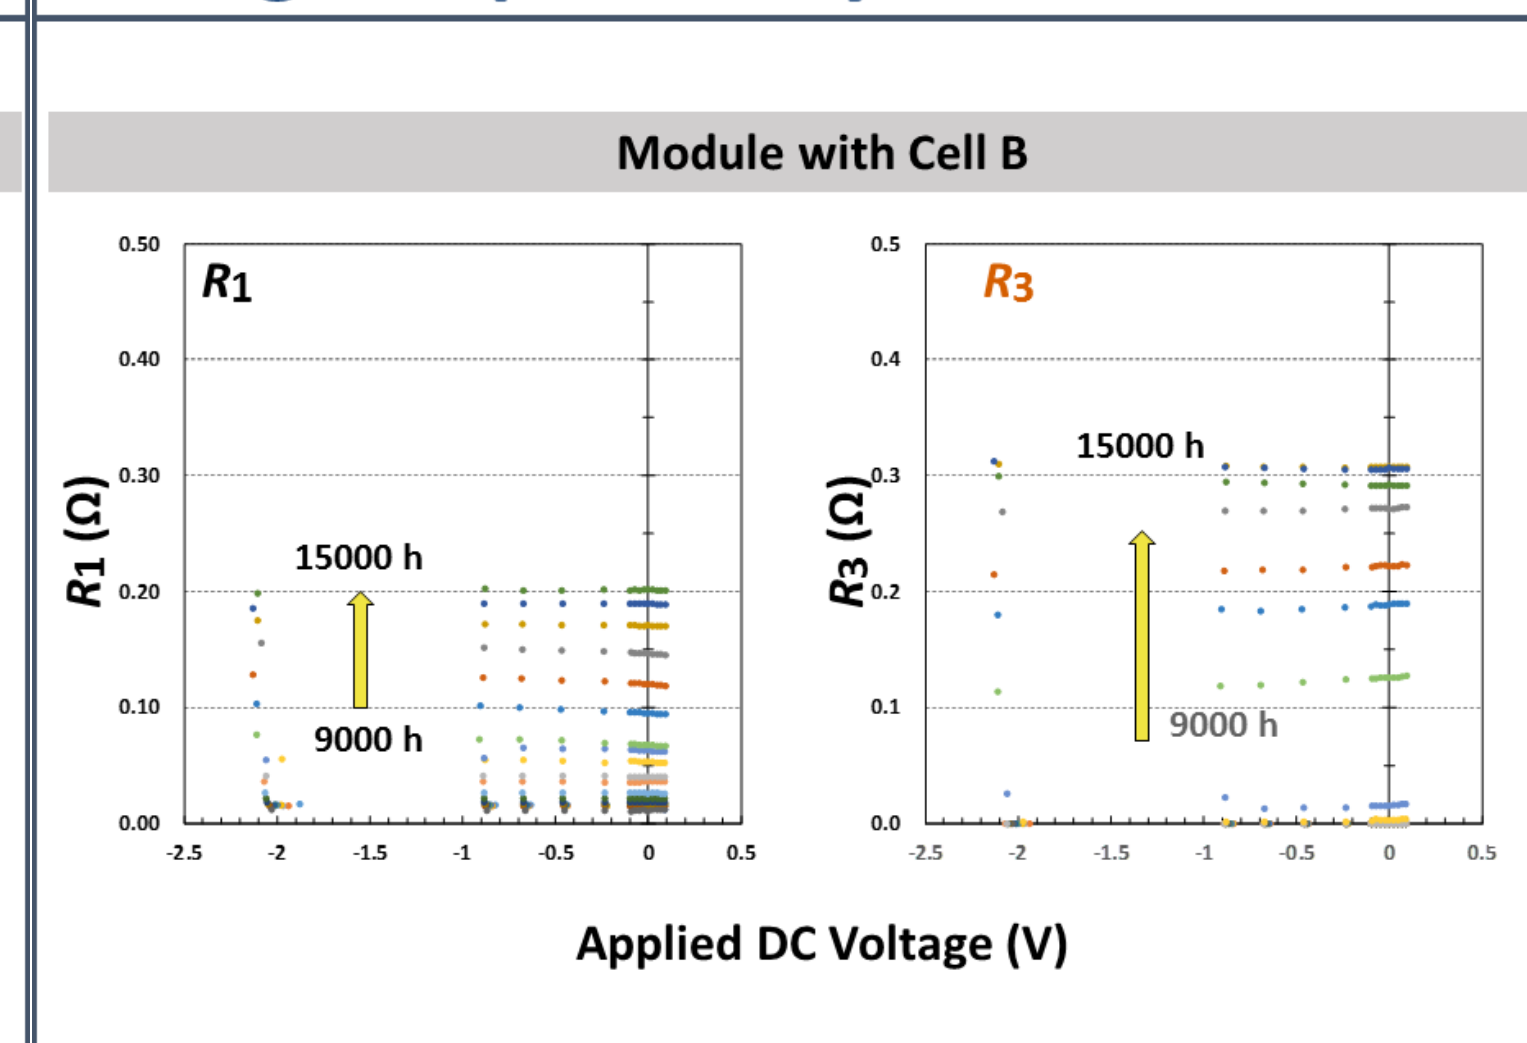 Module with Cell B
R1
R1 (Ω)
0.50
0.40
0.30
0.20
0.10
0.00
15000 h
9000 h
-2.5 -2 -1.5 -1 -0.5 0 0.5
R3
R3 (Ω)
0.5
0.4
0.3
0.2
0.1
0.0
15000 h
9000 h
-2.5 -2 -1.5 -1 -0.5 0 0.5
Applied DC Voltage (V)